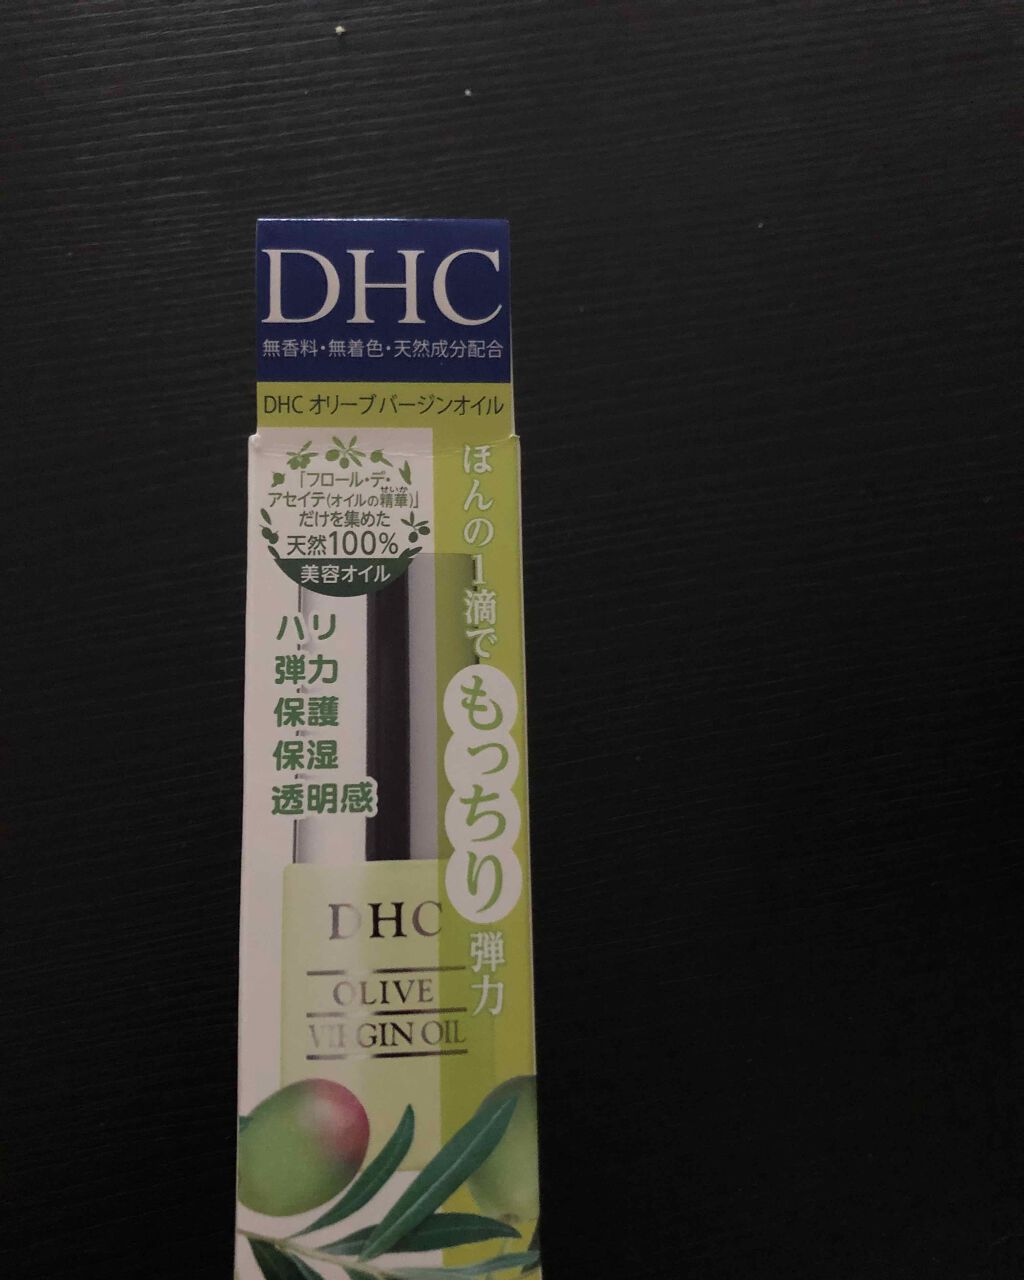 DHC
無香料・無着色・天然成分配合
DHC オリーブバージンオイル
「フロール・デ・
アセイテ(オイルの精華)」
せいか
だけを集めた
天然100%
美容オイル
ほんの1滴でもっちり弾力
ハリ
弾力
保護
保湿
透明感
DHC
OLIVE
VIRGIN OIL